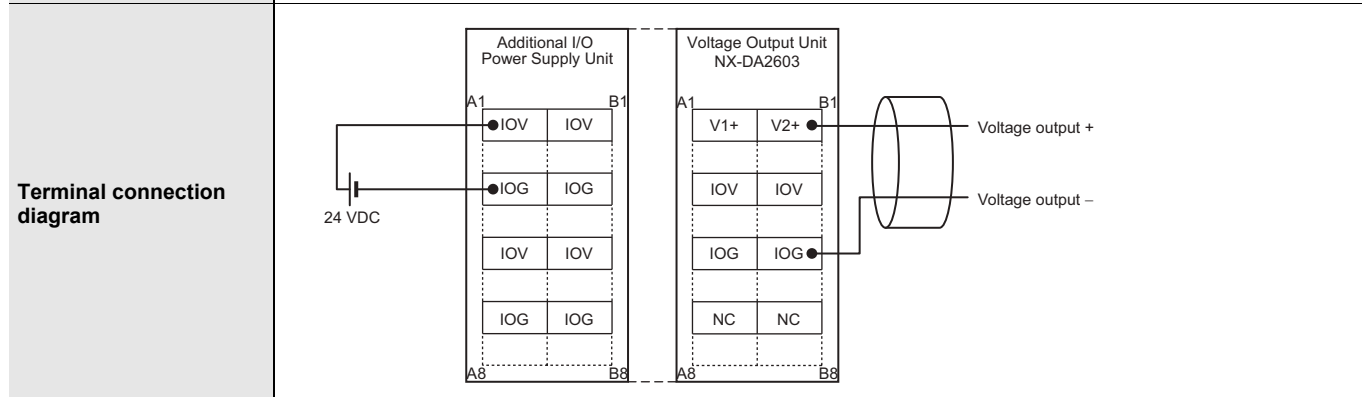 Terminal connection
diagram
Additional I/O
Power Supply Unit
A1 B1
IOV IOV
IOG IOG
IOV IOV
IOG IOG
A8 B8
24 VDC
Voltage Output Unit
NX-DA2603
A1 B1
V1+ V2+
IOV IOV
IOG IOG
NC NC
A8 B8
Voltage output +
Voltage output −